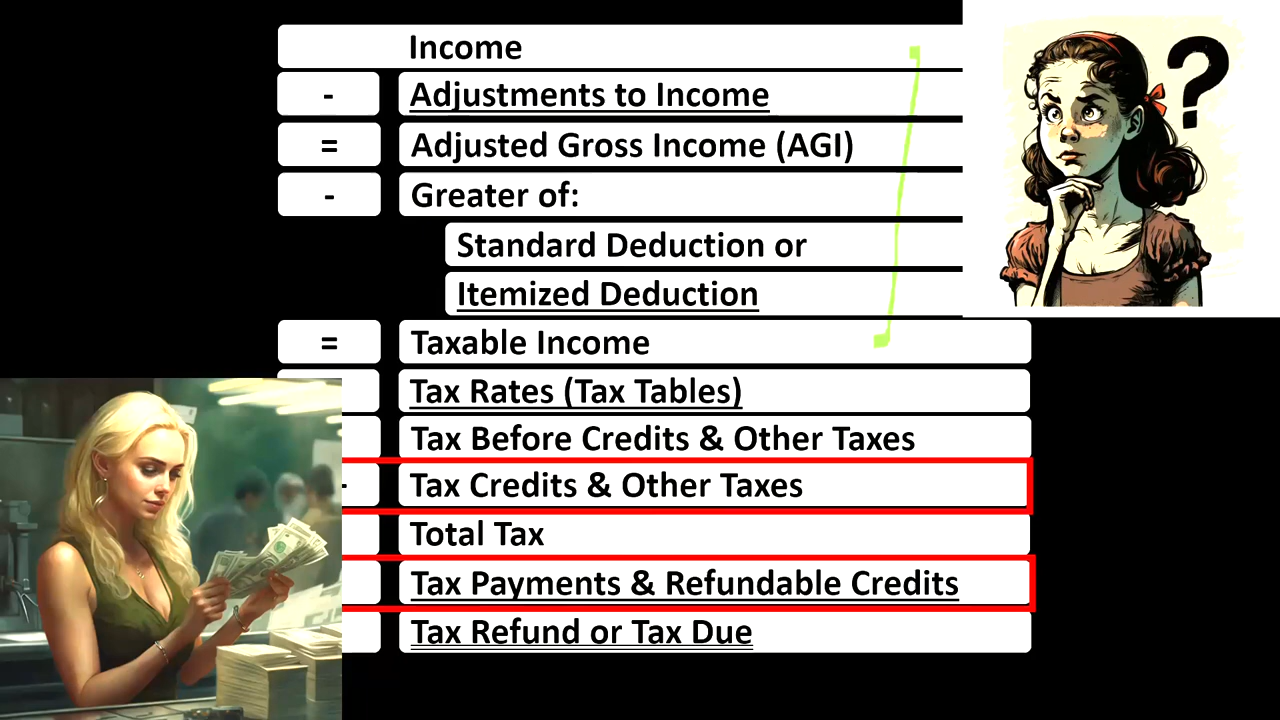 Income
- Adjustments to Income
= Adjusted Gross Income (AGI)
- Greater of:
Standard Deduction or
Itemized Deduction
= Taxable Income
Tax Rates (Tax Tables)
Tax Before Credits & Other Taxes
- Tax Credits & Other Taxes
Total Tax
Tax Payments & Refundable Credits
Tax Refund or Tax Due
?